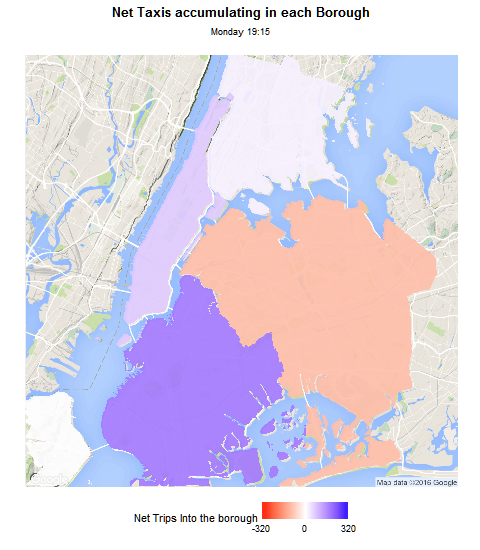 Net Taxis accumulating in each Borough
Monday 19:15
Map data ©2016 Google
Net Trips Into the borough
-320 0 320